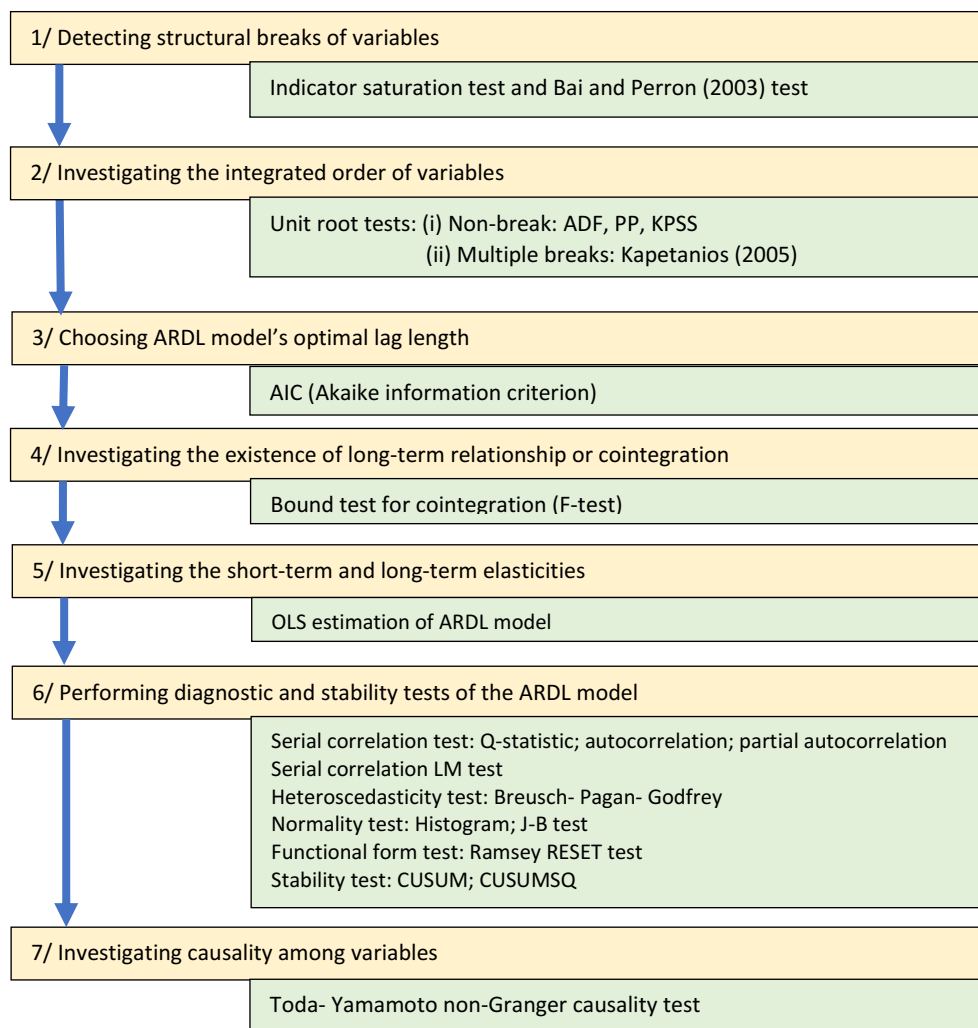 1/ Detecting structural breaks of variables
Indicator saturation test and Bai and Perron (2003) test
2/ Investigating the integrated order of variables
Unit root tests: (i) Non-break: ADF, PP, KPSS
(ii) Multiple breaks: Kapetanios (2005)
3/ Choosing ARDL model’s optimal lag length
AIC (Akaike information criterion)
4/ Investigating the existence of long-term relationship or cointegration
Bound test for cointegration (F-test)
5/ Investigating the short-term and long-term elasticities
OLS estimation of ARDL model
6/ Performing diagnostic and stability tests of the ARDL model
Serial correlation test: Q-statistic; autocorrelation; partial autocorrelation
Serial correlation LM test
Heteroscedasticity test: Breusch- Pagan- Godfrey
Normality test: Histogram; J-B test
Functional form test: Ramsey RESET test
Stability test: CUSUM; CUSUMSQ
7/ Investigating causality among variables
Toda- Yamamoto non-Granger causality test